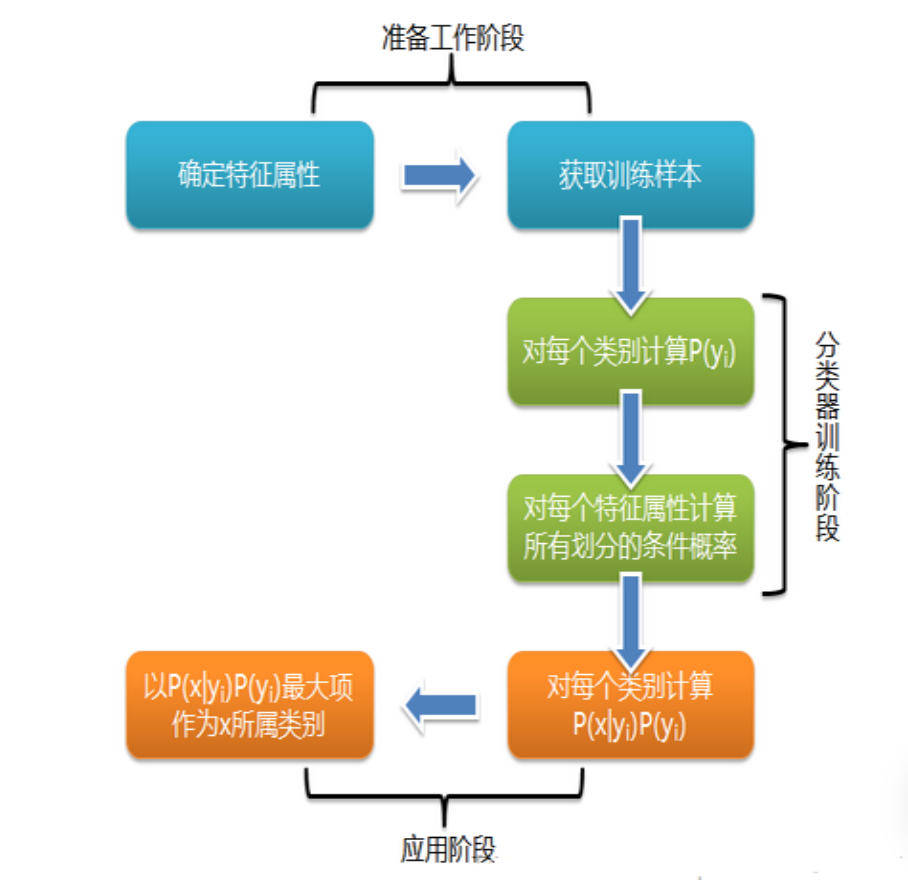 准备工作阶段
确定特征属性
获取训练样本
对每个类别计算P(yᵢ)
分类器训练阶段
对每个特征属性计算
所有划分的条件概率
以P(x|yᵢ)P(yᵢ)最大项
作为x所属类别
对每个类别计算
P(x|yᵢ)P(yᵢ)
应用阶段